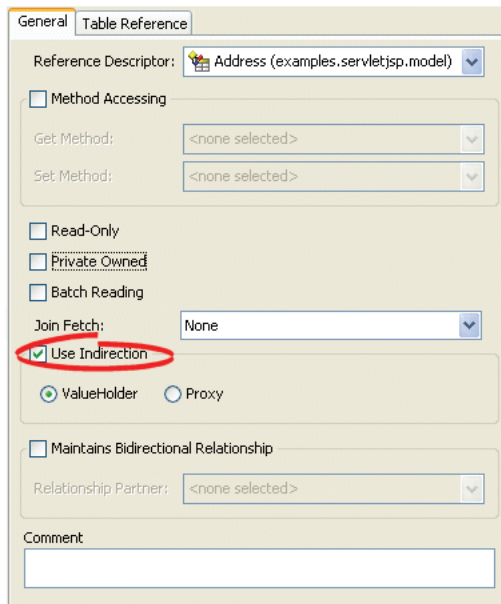 General Table Reference
Reference Descriptor: Address (examples.servletjsp.model)
Method Accessing
Get Method: <none selected>
Set Method: <none selected>
Read-Only
Private Owned
Batch Reading
Join Fetch: None
Use Indirection
ValueHolder Proxy
Maintains Bidirectional Relationship
Relationship Partner: <none selected>
Comment